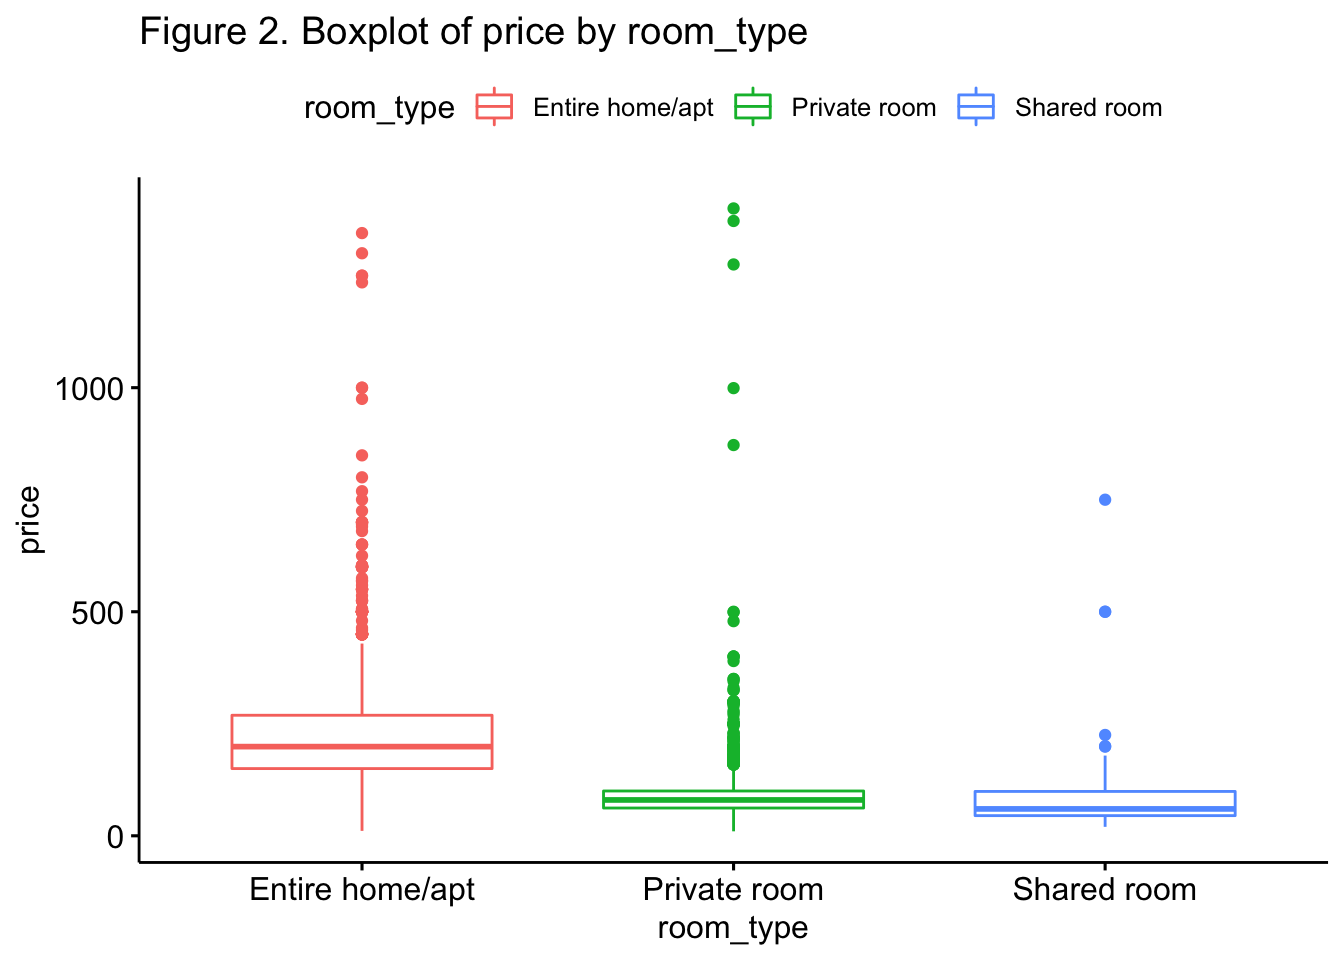 Figure 2. Boxplot of price by room_type
room_type Entire home/apt Private room Shared room
price
1000
500
0
Entire home/apt Private room Shared room
room_type